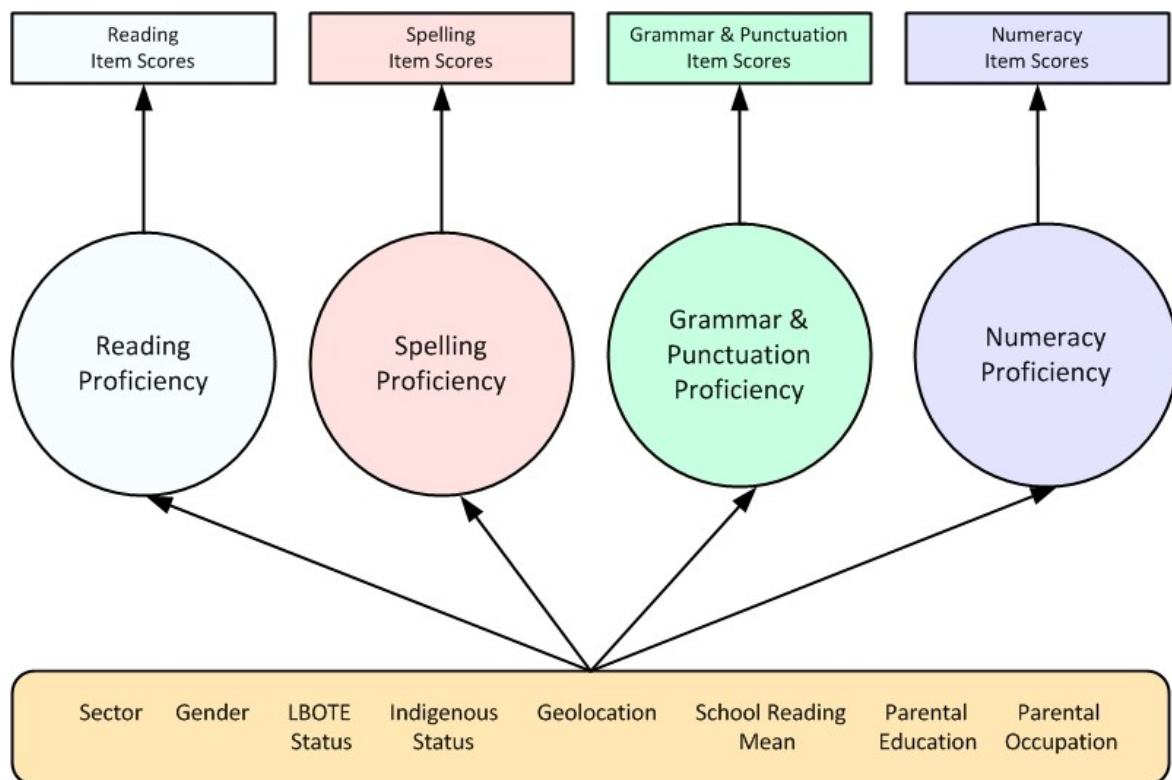 Reading
Item Scores
Spelling
Item Scores
Grammar & Punctuation
Item Scores
Numeracy
Item Scores
Reading
Proficiency
Spelling
Proficiency
Grammar &
Punctuation
Proficiency
Numeracy
Proficiency
Sector
Gender
LBOTE
Status
Indigenous
Status
Geolocation
School Reading
Mean
Parental
Education
Parental
Occupation